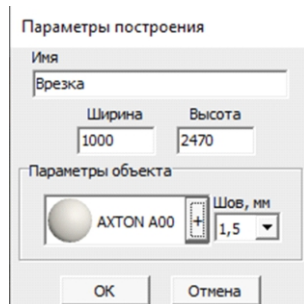 Параметры построения
Имя
Врезка
Ширина Высота
1000 2470
Параметры объекта
Шов, мм
AXTON A00 + 1,5
OK Отмена